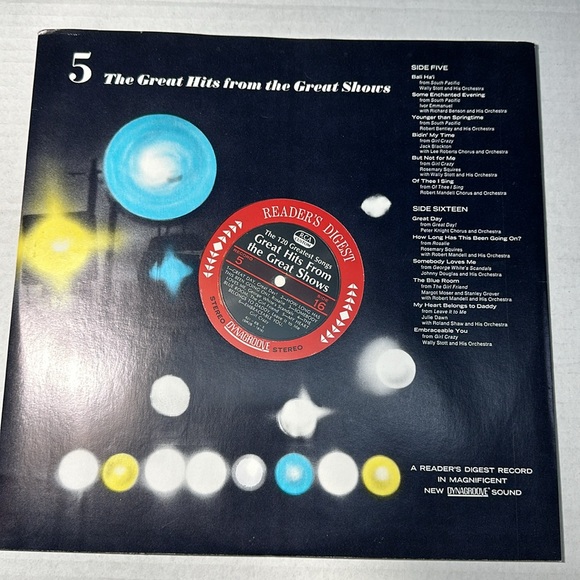 5 The Great Hits from the Great Shows
SIDE FIVE
Bali Ha'i
from South Pacific
Wally Stott and His Orchestra
Some Enchanted Evening
from South Pacific
Ivor Emmanuel
with Richard Benson and His Orchestra
Younger than Springtime
from South Pacific
Robert Bentley and His Orchestra
Bidin' My Time
from Girl Crazy
Jack Blackton
with Lee Roberts Chorus and Orchestra
But Not for Me
from Girl Crazy
Rosemary Squires
with Wally Stott and His Orchestra
Of Thee I Sing
from Of Thee I Sing
Robert Mandell Chorus and Orchestra
SIDE SIXTEEN
Great Day
from Great Day!
Peter Knight Chorus and Orchestra
How Long Has This Been Going On?
from Rosalie
Rosemary Squires
with Robert Mandell and His Orchestra
Somebody Loves Me
from George White's Scandals
Johnny Douglas and His Orchestra
The Blue Room
from The Girl Friend
Margot Moser and Stanley Grover
with Robert Mandell and His Orchestra
My Heart Belongs to Daddy
from Leave It to Me
Julie Dawn
with Roland Shaw and His Orchestra
Embraceable You
from Girl Crazy
Wally Stott and His Orchestra
READER'S DIGEST
RCA
The 120 Greatest Songs
Great Hits From
the Great Shows
5
SIDE
16
STEREO DYNAGROOVE STEREO
A READER'S DIGEST RECORD
IN MAGNIFICENT
NEW DYNAGROOVE SOUND